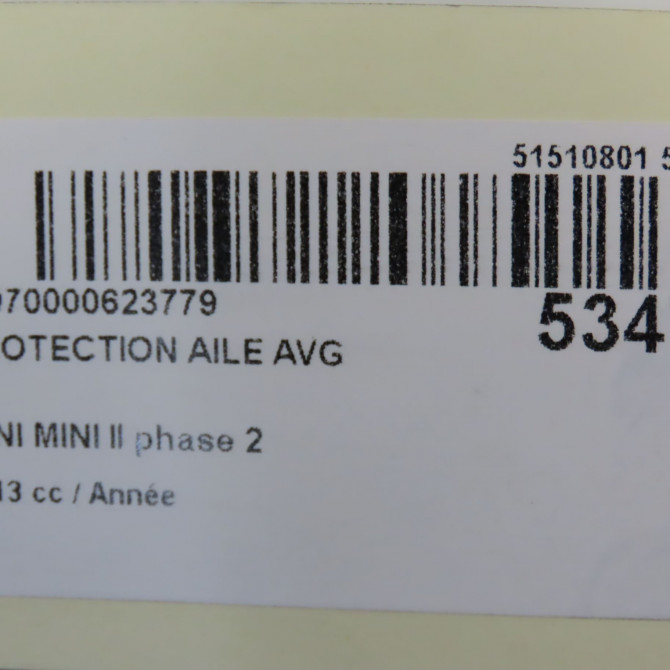 51510801 5
970000623779
534
OTECTION AILE AVG
NI MINI II phase 2
13 cc / Année